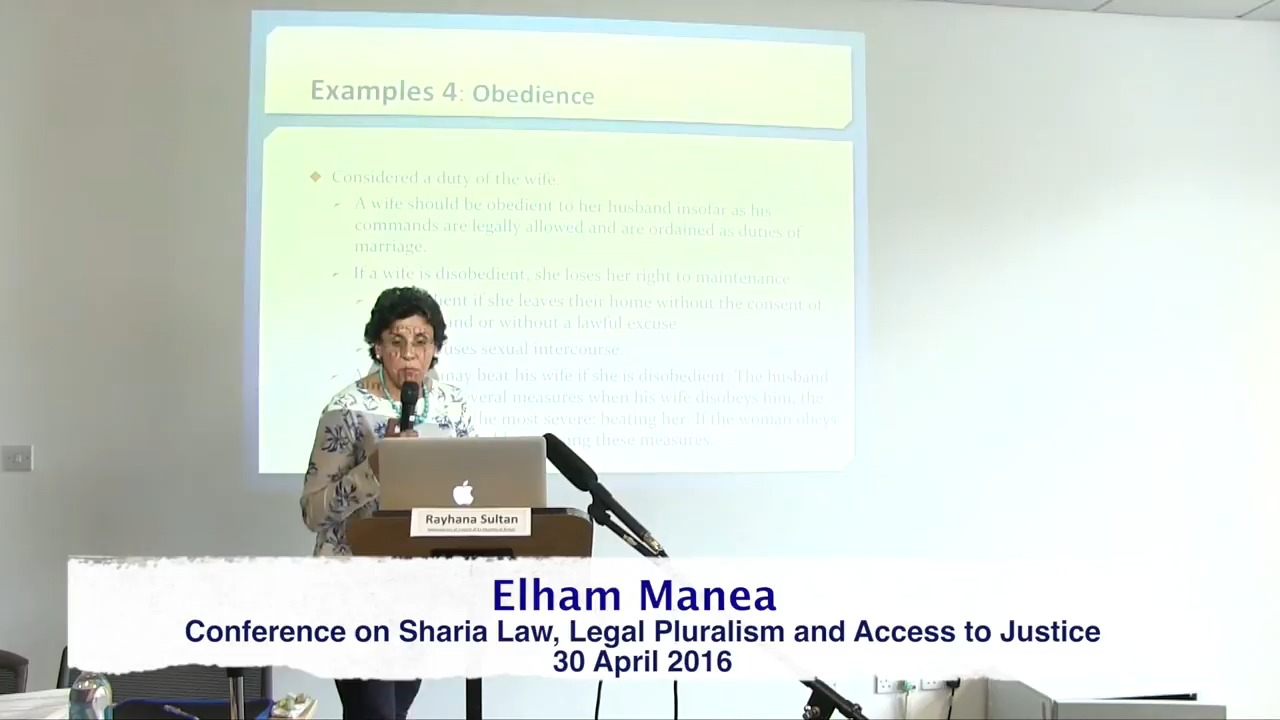 Examples 4: Obedience
Considered a duty of the wife.
A wife should be obedient to her husband insofar as his
commands are legally allowed and are ordained as duties of
marriage.
If a wife is disobedient, she loses her right to maintenance
if she leaves their home without the consent of
or without a lawful excuse
sexual intercourse.
may beat his wife if she is disobedient. The husband
measures when his wife disobeys him, the
most severe: beating her. If the woman obeys
these measures.
Rayhana Sultan
Elham Manea
Conference on Sharia Law, Legal Pluralism and Access to Justice
30 April 2016